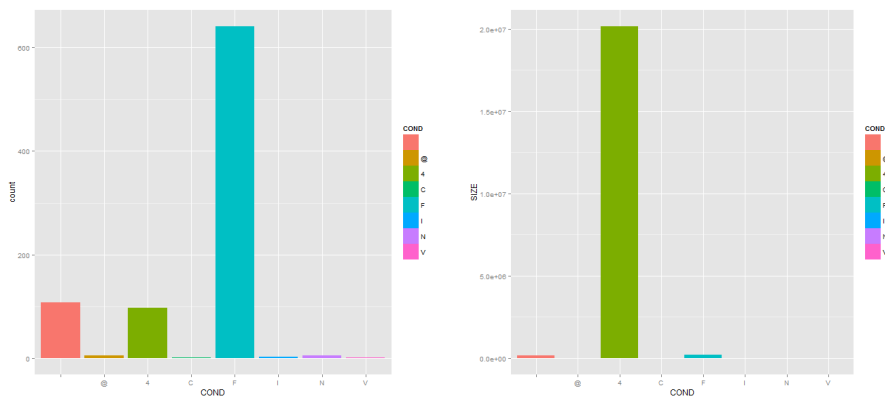 600
400
200
0
count
@ 4 C F I N V
COND
COND
@
4
C
F
I
N
V
2.0e+07
1.5e+07
1.0e+07
5.0e+06
0.0e+00
SIZE
@ 4 C F I N V
COND
COND
@
4
C
F
I
N
V